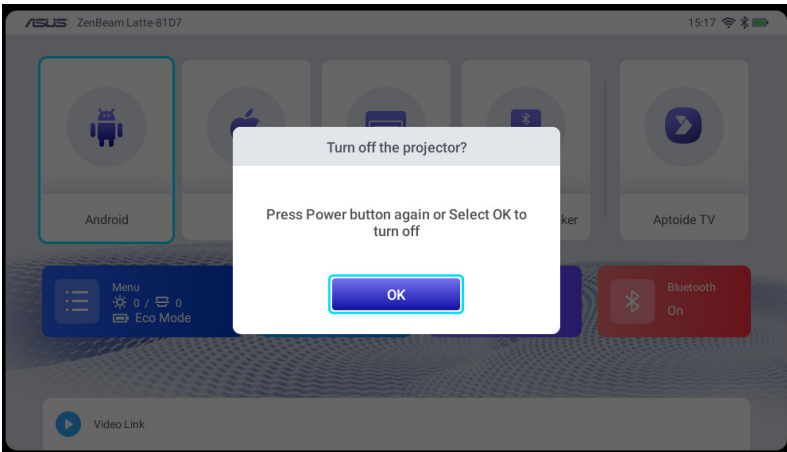 ASUS ZenBeam Latte-81D7 15:17
Turn off the projector?
Press Power button again or Select OK to
turn off
OK
Android
ker
Aptoide TV
Menu
0 / 0
Eco Mode
Bluetooth
On
Video Link